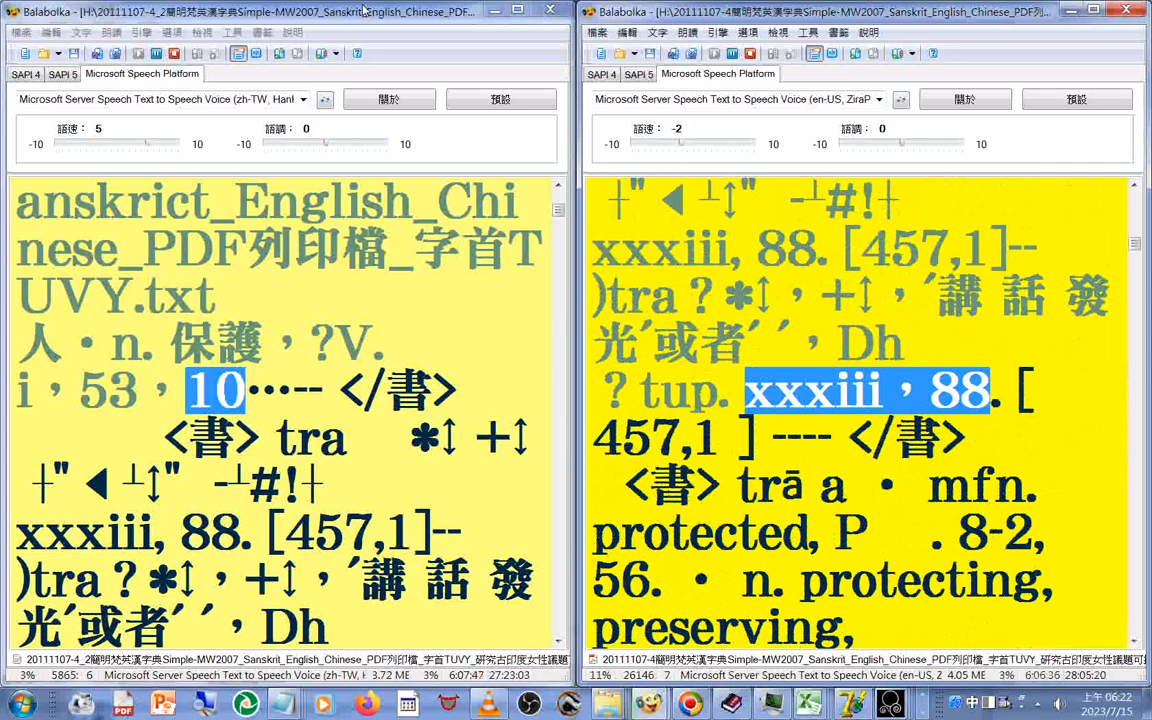 Balabolka - [H:\20111107-4_2簡明梵英漢字典Simple-MW2007_Sanskrit_English_Chinese_PDF...
檔案 編輯 文字 朗讀 引擎 選項 檢視 工具 書籤 說明
SAPI 4 SAPI 5 Microsoft Speech Platform
Microsoft Server Speech Text to Speech Voice (zh-TW, Hanl
關於 預設
語速： 5 語調： 0
-10 10 -10 10
anskrict_English_Chi
nese_PDF列印檔_字首T
UVY.txt
人・n. 保護，?V.
i，53，10…-- </書>
<書> tra ✱↕ +↕
┼" ◀ ┴↕" -┴#!┼
xxxiii, 88. [457,1]--
)tra？✱↕，+↕，ˊ講 話 發
光ˊ或者ˊˊ，Dh
20111107-4_2簡明梵英漢字典Simple-MW2007_Sanskrit_English_Chinese_PDF列印檔_字首TUVY_研究古印度女性議題
3% 5865: 6 Microsoft Server Speech Text to Speech Voice (zh-TW, H 3.72 MB 3% 6:07:47 27:23:03
Balabolka - [H:\20111107-4簡明梵英漢字典Simple-MW2007_Sanskrit_English_Chinese_PDF列...
檔案 編輯 文字 朗讀 引擎 選項 檢視 工具 書籤 說明
SAPI 4 SAPI 5 Microsoft Speech Platform
Microsoft Server Speech Text to Speech Voice (en-US, ZiraP
關於 預設
語速： -2 語調： 0
-10 10 -10 10
┼" ◀ ┴↕" -┴#!┼
xxxiii, 88. [457,1]--
)tra？✱↕，+↕，ˊ講 話 發
光ˊ或者ˊˊ，Dh
？tup. xxxiii，88. [
457,1 ] ---- </書>
<書> trā a ・ mfn.
protected, P . 8-2,
56. ・ n. protecting,
preserving,
20111107-4簡明梵英漢字典Simple-MW2007_Sanskrit_English_Chinese_PDF列印檔_字首TUVY_研究古印度女性議題可
11% 26146: 7 Microsoft Server Speech Text to Speech Voice (en-US, Z 4.05 MB 3% 6:06:36 28:05:20
中
上午 06:22
2023/7/15